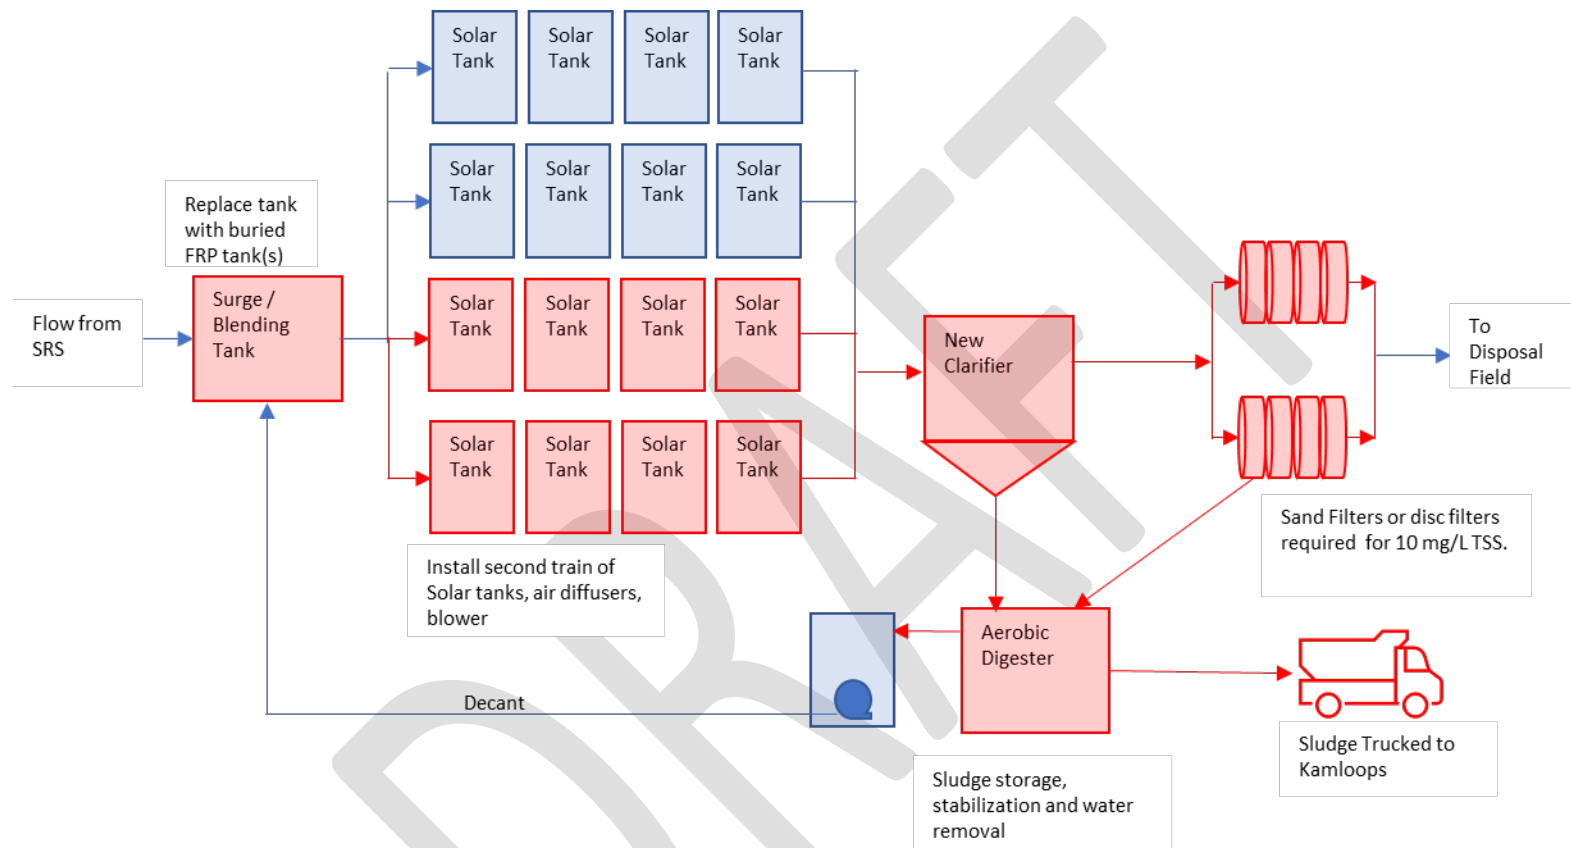 Solar
Tank
Solar
Tank
Solar
Tank
Solar
Tank
Solar
Tank
Solar
Tank
Solar
Tank
Solar
Tank
Replace tank
with buried
FRP tank(s)
Surge /
Blending
Tank
Flow from
SRS
Solar
Tank
Solar
Tank
Solar
Tank
Solar
Tank
New
Clarifier
To
Disposal
Field
Solar
Tank
Solar
Tank
Solar
Tank
Solar
Tank
Sand Filters or disc filters
required  for 10 mg/L TSS.
Install second train of
Solar tanks, air diffusers,
blower
Aerobic
Digester
Decant
Sludge Trucked to
Kamloops
Sludge storage,
stabilization and water
removal
DRAFT